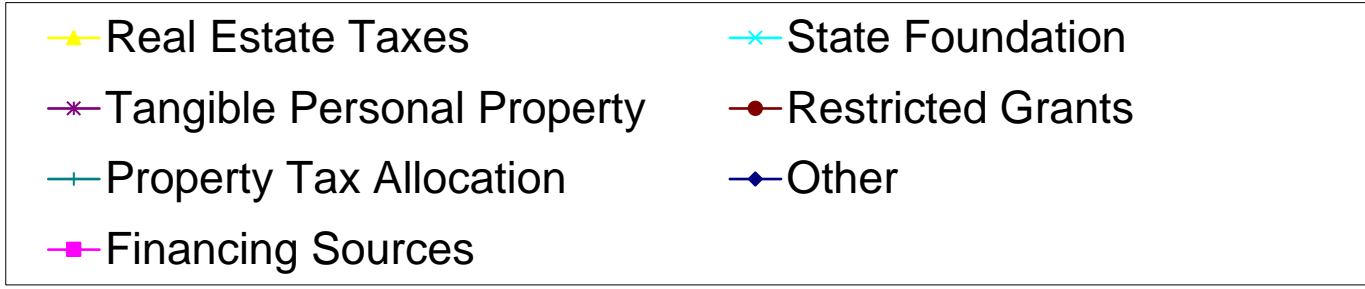 Real Estate Taxes State Foundation
Tangible Personal Property Restricted Grants
Property Tax Allocation Other
Financing Sources